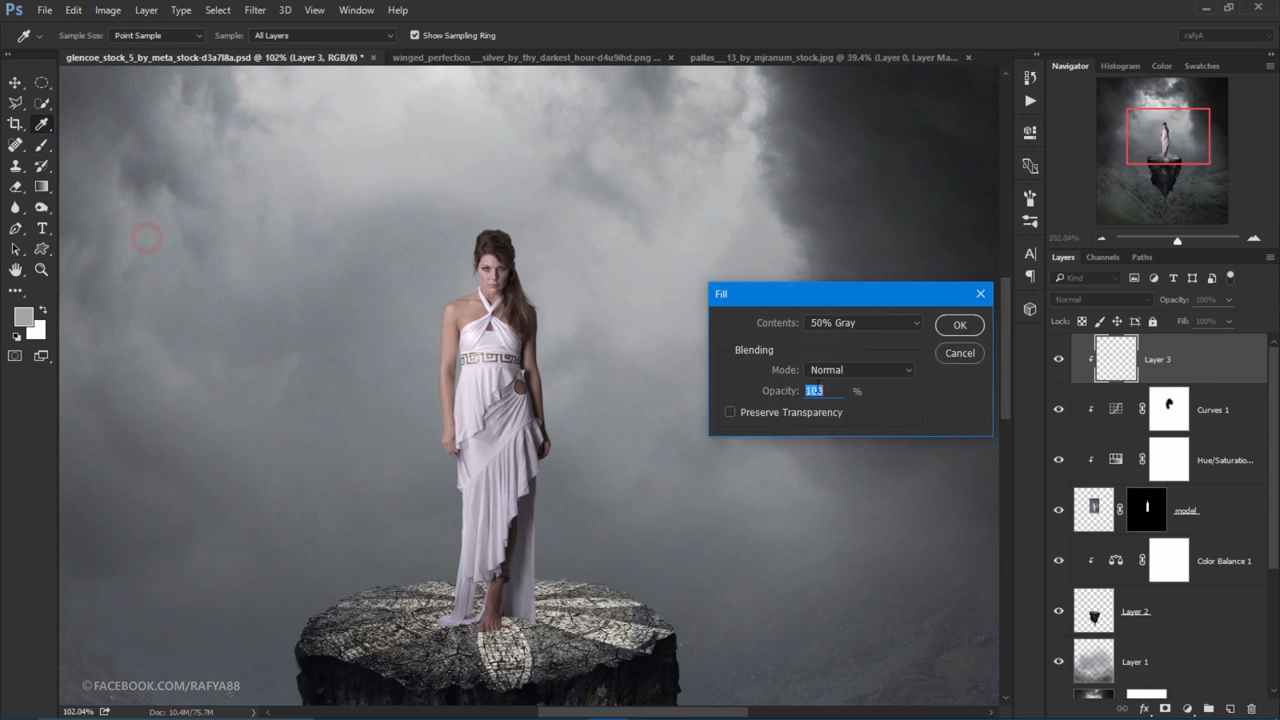 Ps File Edit Image Layer Type Select Filter 3D View Window Help
Sample Size: Point Sample Sample: All Layers Show Sampling Ring rafyA
glencoe_stock_5_by_meta_stock-d3a7l8a.psd @ 102% (Layer 3, RGB/8) * × winged_perfection__silver_by_thy_darkest_hour-d4u9ihd.png ... × pallas__13_by_mjranum_stock.jpg @ 39.4% (Layer 0, Layer Ma... ×
Navigator Histogram Color Swatches
102.04%
Layers Channels Paths
Kind
Normal Opacity: 100%
Lock: Fill: 100%
Layer 3
Curves 1
Hue/Saturatio...
model
Color Balance 1
Layer 2
Layer 1
Fill
Contents: 50% Gray OK
Blending Cancel
Mode: Normal
Opacity: %
Preserve Transparency
©FACEBOOK.COM/RAFYA88
102.04% Doc: 10.4M/75.7M